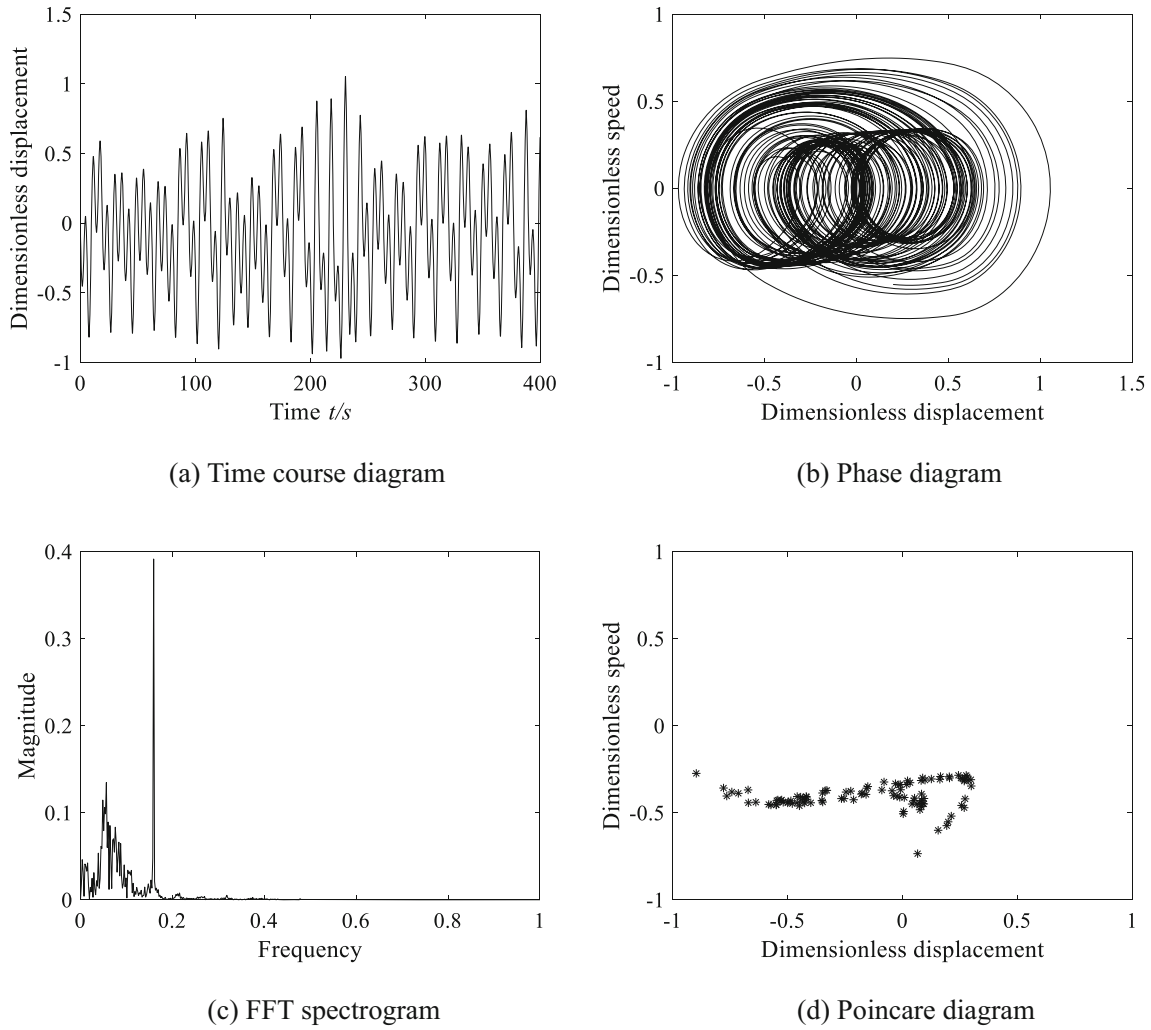 1.5
1
0.5
0
-0.5
-1
Dimensionless displacement
0 100 200 300 400
Time t/s
(a) Time course diagram
1
0.5
0
-0.5
-1
Dimensionless speed
-1 -0.5 0 0.5 1 1.5
Dimensionless displacement
(b) Phase diagram
0.4
0.3
0.2
0.1
0
Magnitude
0 0.2 0.4 0.6 0.8 1
Frequency
(c) FFT spectrogram
1
0.5
0
-0.5
-1
Dimensionless speed
-1 -0.5 0 0.5 1
Dimensionless displacement
(d) Poincare diagram